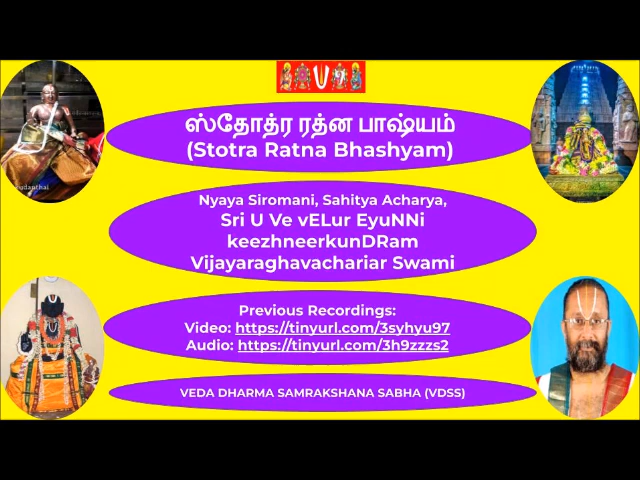 ஸ்தோத்ர ரத்ன பாஷ்யம்
(Stotra Ratna Bhashyam)
Nyaya Siromani, Sahitya Acharya,
Sri U Ve vELur EyuNNi
keezhneerkunDRam
Vijayaraghavachariar Swami
Previous Recordings:
Video: https://tinyurl.com/3syhyu97
Audio: https://tinyurl.com/3h9zzzs2
VEDA DHARMA SAMRAKSHANA SABHA (VDSS)